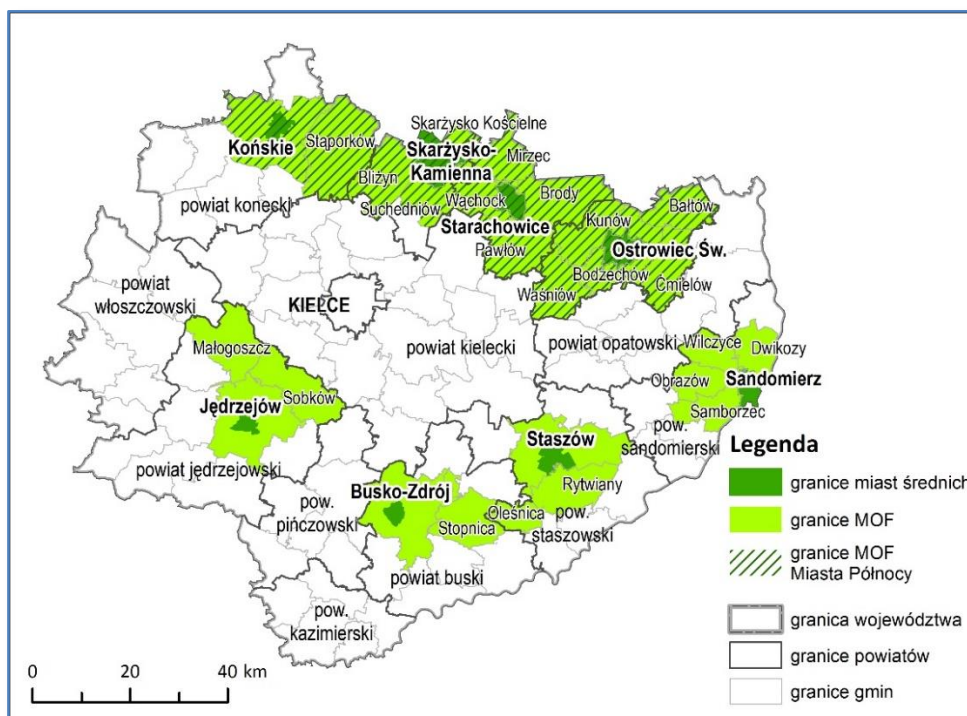 Skarżysko Kościelne
Końskie
Stąporków
Skarżysko-
Kamienna
Mirzec
Bliżyn
Brody
Bałtów
powiat konecki
Suchedniów
Wąchock
Kunów
Starachowice
Ostrowiec Św.
Pawłów
Bodzechów
Waśniów
Ćmielów
powiat
włoszczowski
KIELCE
powiat kielecki
powiat opatowski
Wilczyce
Dwikozy
Małogoszcz
Obrazów
Sandomierz
Sobków
Jędrzejów
Samborzec
Staszów
pow.
sandomierski
powiat jędrzejowski
Busko-Zdrój
Rytwiany
pow.
pińczowski
Oleśnica
Stopnica
pow.
staszowski
powiat buski
pow.
kazimierski
Legenda
granice miast średnich
granice MOF
granice MOF
Miasta Północy
granica województwa
granice powiatów
granice gmin
0 20 40 km